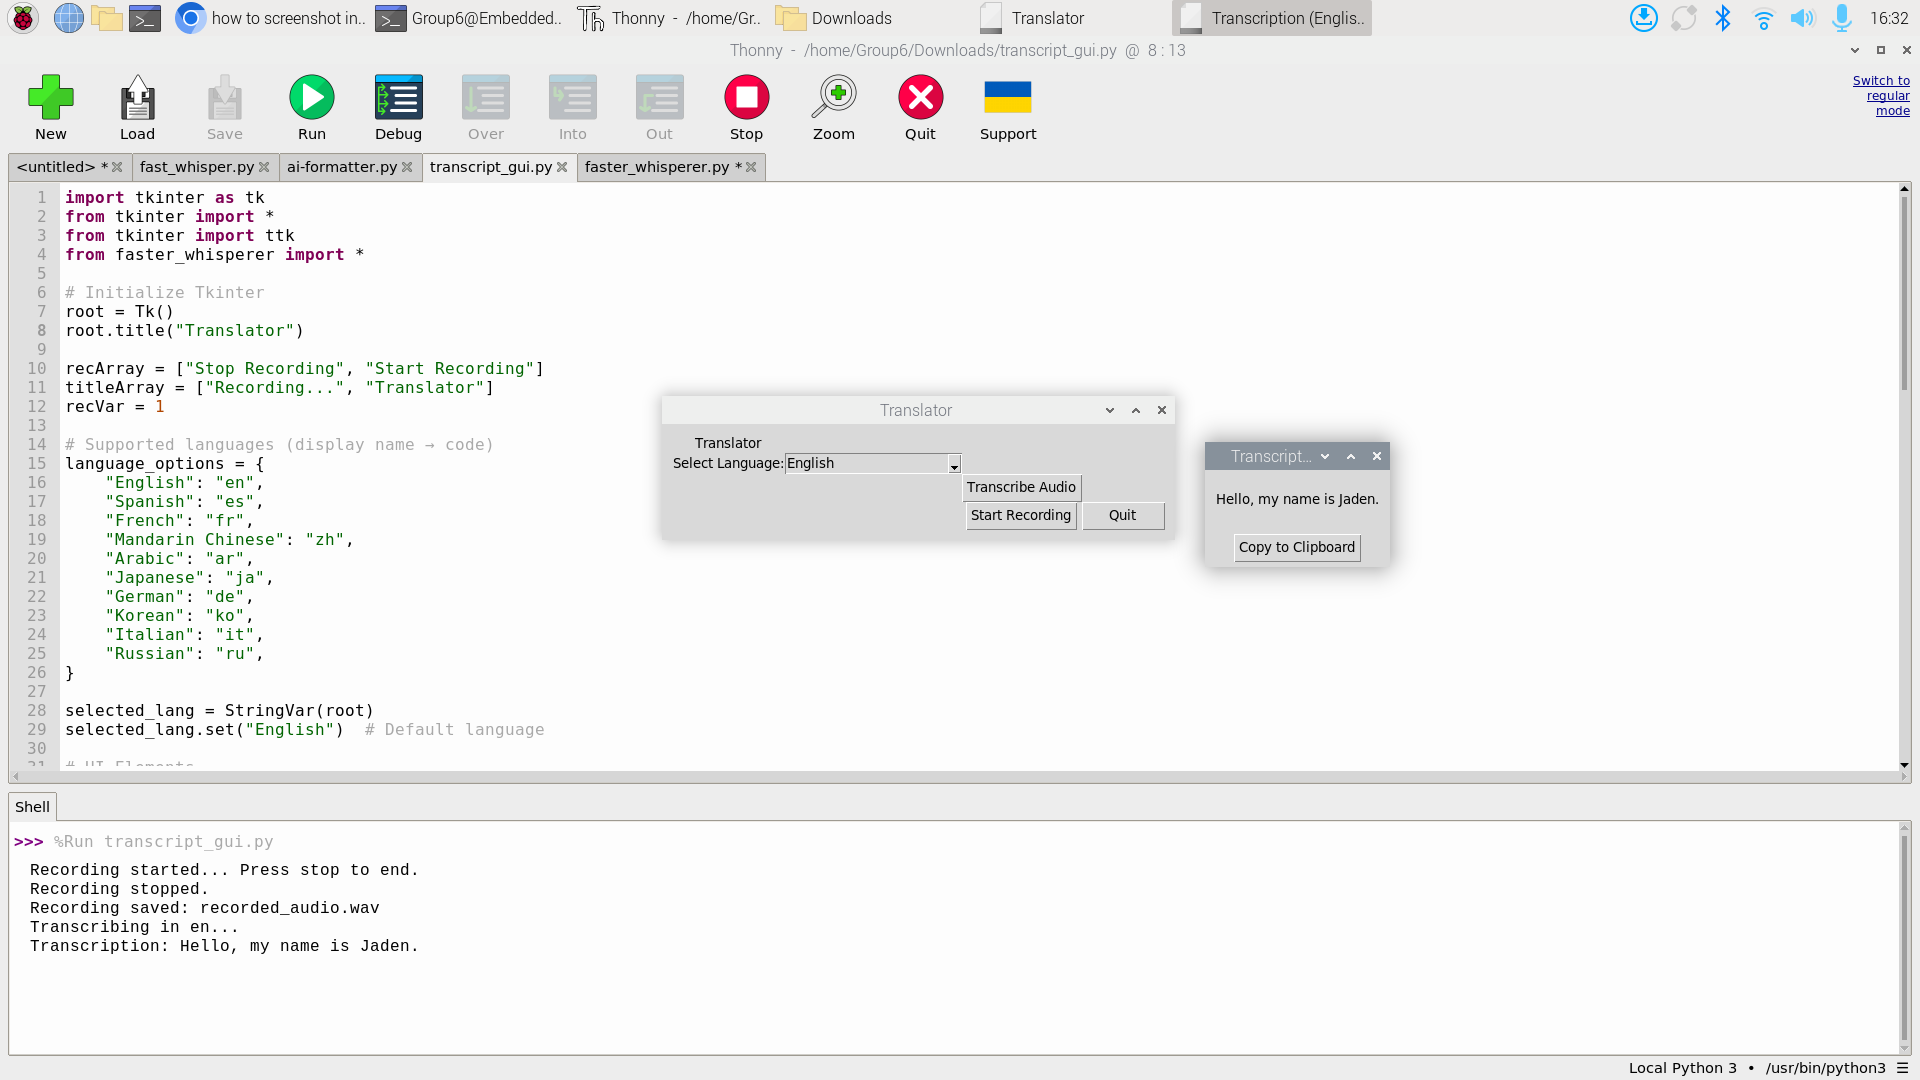 how to screenshot in..
Group6@Embedded..
Thonny - /home/Gr..
Downloads
Translator
Transcription (Englis..
16:32
Thonny - /home/Group6/Downloads/transcript_gui.py @ 8 : 13
New
Load
Save
Run
Debug
Over
Into
Out
Stop
Zoom
Quit
Support
Switch to
regular
mode
<untitled> *
fast_whisper.py
ai-formatter.py
transcript_gui.py
faster_whisperer.py *
1 import tkinter as tk
2 from tkinter import *
3 from tkinter import ttk
4 from faster_whisperer import *
5
6 # Initialize Tkinter
7 root = Tk()
8 root.title("Translator")
9
10 recArray = ["Stop Recording", "Start Recording"]
11 titleArray = ["Recording...", "Translator"]
12 recVar = 1
13
14 # Supported languages (display name → code)
15 language_options = {
16     "English": "en",
17     "Spanish": "es",
18     "French": "fr",
19     "Mandarin Chinese": "zh",
20     "Arabic": "ar",
21     "Japanese": "ja",
22     "German": "de",
23     "Korean": "ko",
24     "Italian": "it",
25     "Russian": "ru",
26 }
27
28 selected_lang = StringVar(root)
29 selected_lang.set("English")  # Default language
30
31 # UI Elements
Translator
Translator
Select Language: English
Transcribe Audio
Start Recording
Quit
Transcript...
Hello, my name is Jaden.
Copy to Clipboard
Shell
>>> %Run transcript_gui.py
Recording started... Press stop to end.
Recording stopped.
Recording saved: recorded_audio.wav
Transcribing in en...
Transcription: Hello, my name is Jaden.
Local Python 3 • /usr/bin/python3 ☰